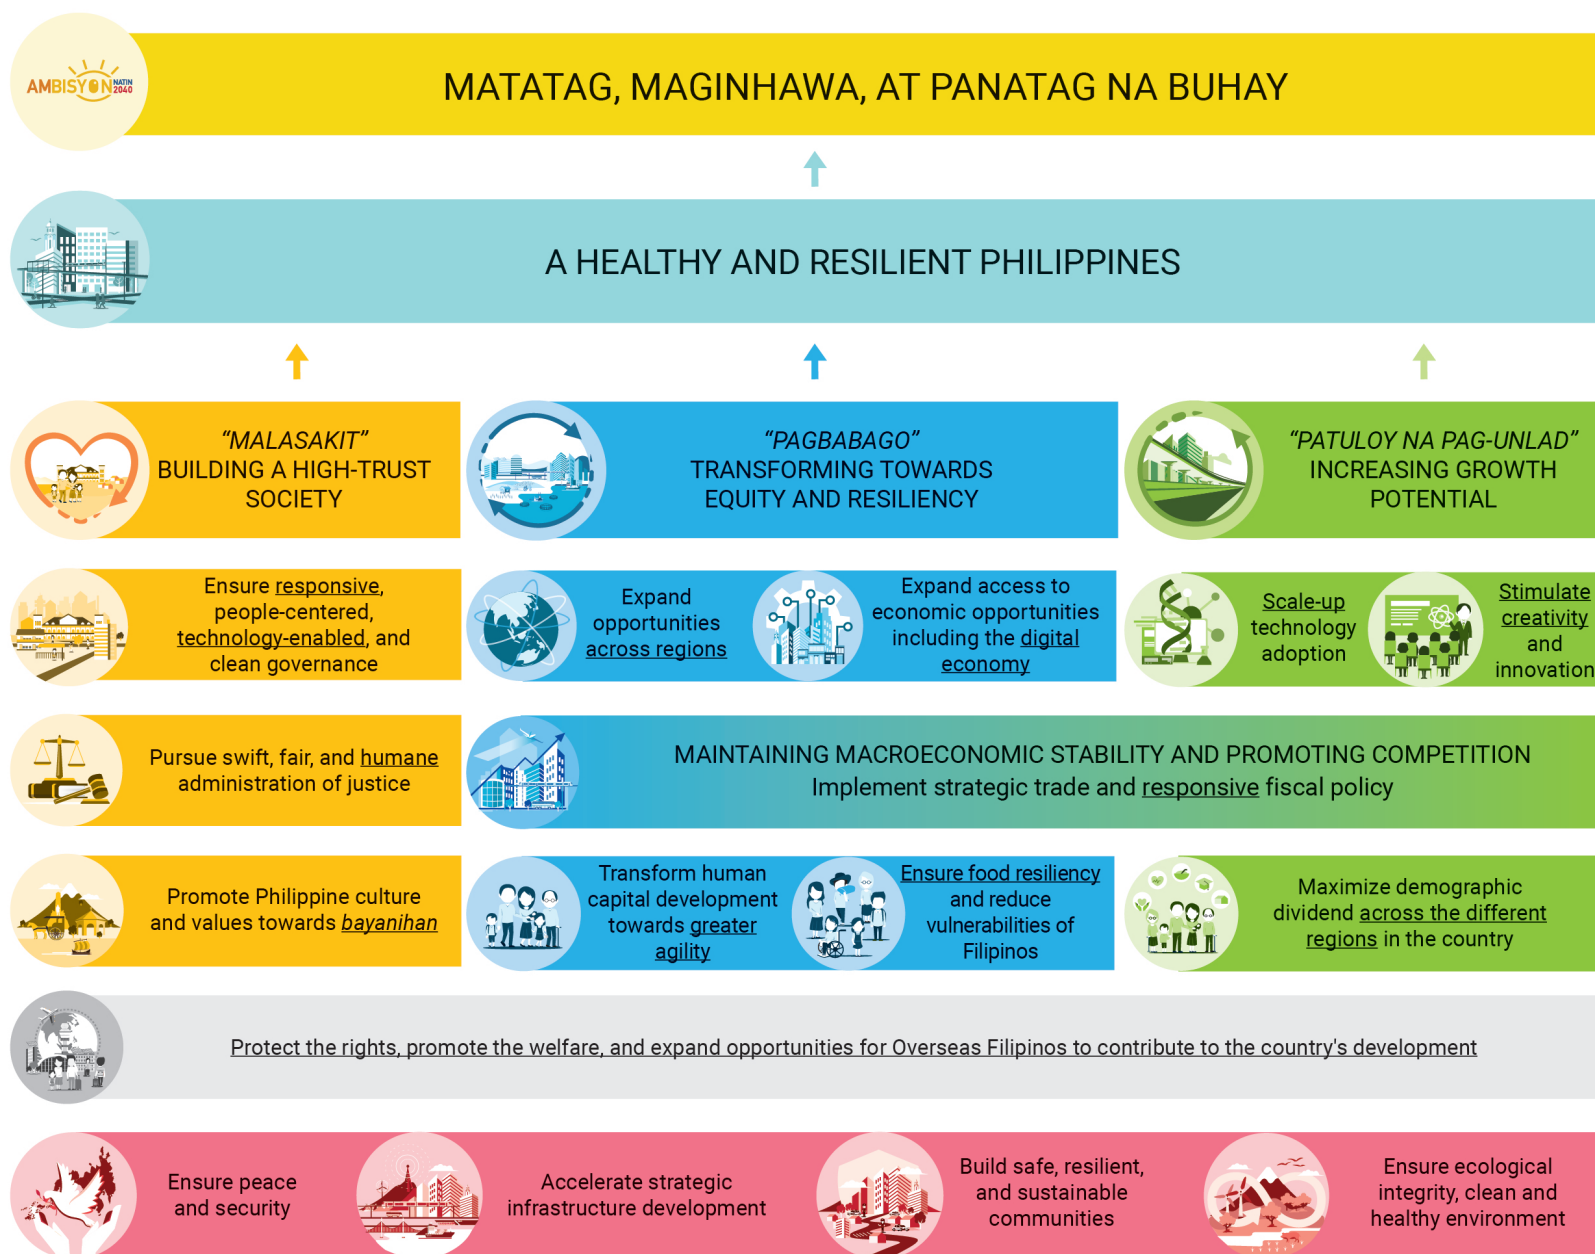 AMBISYON NATIN 2040
MATATAG, MAGINHAWA, AT PANATAG NA BUHAY
A HEALTHY AND RESILIENT PHILIPPINES
“MALASAKIT”
BUILDING A HIGH-TRUST
SOCIETY
“PAGBABAGO”
TRANSFORMING TOWARDS
EQUITY AND RESILIENCY
“PATULOY NA PAG-UNLAD”
INCREASING GROWTH
POTENTIAL
Ensure responsive,
people-centered,
technology-enabled, and
clean governance
Expand
opportunities
across regions
Expand access to
economic opportunities
including the digital
economy
Scale-up
technology
adoption
Stimulate
creativity
and
innovation
Pursue swift, fair, and humane
administration of justice
MAINTAINING MACROECONOMIC STABILITY AND PROMOTING COMPETITION
Implement strategic trade and responsive fiscal policy
Promote Philippine culture
and values towards bayanihan
Transform human
capital development
towards greater
agility
Ensure food resiliency
and reduce
vulnerabilities of
Filipinos
Maximize demographic
dividend across the different
regions in the country
Protect the rights, promote the welfare, and expand opportunities for Overseas Filipinos to contribute to the country's development
Ensure peace
and security
Accelerate strategic
infrastructure development
Build safe, resilient,
and sustainable
communities
Ensure ecological
integrity, clean and
healthy environment